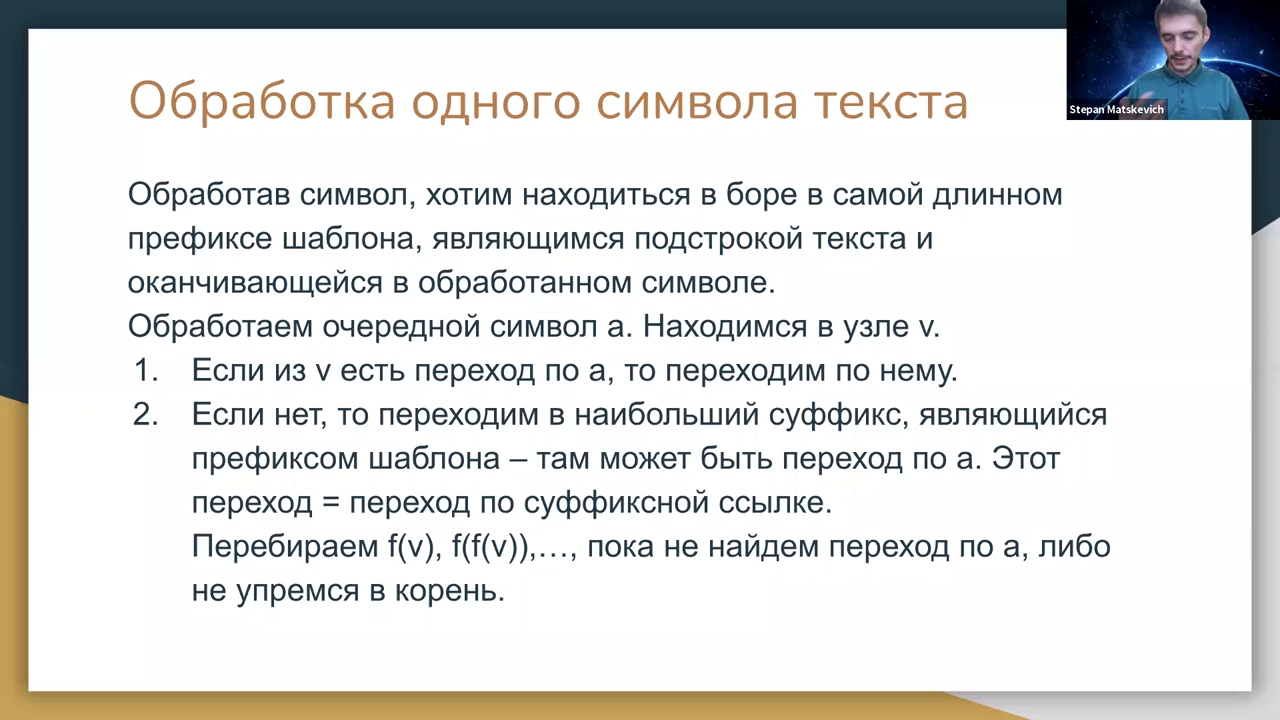 Обработка одного символа текста
Stepan Matskevich
Обработав символ, хотим находиться в боре в самой длинном
префиксе шаблона, являющимся подстрокой текста и
оканчивающейся в обработанном символе.
Обработаем очередной символ a. Находимся в узле v.
1. Если из v есть переход по a, то переходим по нему.
2. Если нет, то переходим в наибольший суффикс, являющийся
префиксом шаблона – там может быть переход по a. Этот
переход = переход по суффиксной ссылке.
Перебираем f(v), f(f(v)),…, пока не найдем переход по a, либо
не упремся в корень.